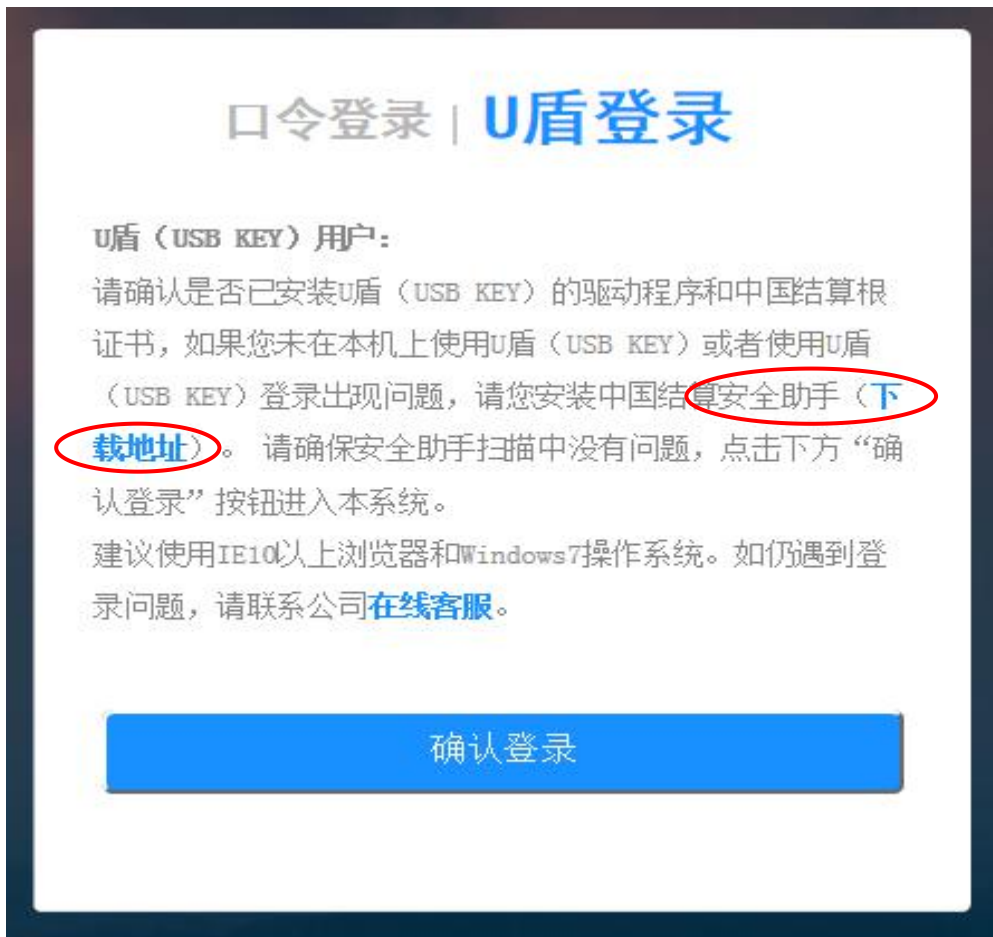 口令登录 | U盾登录
U盾（USB KEY）用户：
请确认是否已安装U盾（USB KEY）的驱动程序和中国结算根
证书，如果您未在本机上使用U盾（USB KEY）或者使用U盾
（USB KEY）登录出现问题，请您安装中国结算安全助手（下
载地址）。 请确保安全助手扫描中没有问题，点击下方“确
认登录”按钮进入本系统。
建议使用IE10以上浏览器和Windows7操作系统。如仍遇到登
录问题，请联系公司在线客服。
确认登录